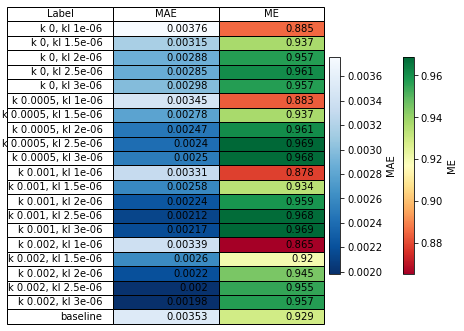 Label MAE ME
k 0, kl 1e-06 0.00376 0.885
k 0, kl 1.5e-06 0.00315 0.937
k 0, kl 2e-06 0.00288 0.957
k 0, kl 2.5e-06 0.00285 0.961
k 0, kl 3e-06 0.00298 0.957
k 0.0005, kl 1e-06 0.00345 0.883
k 0.0005, kl 1.5e-06 0.00278 0.937
k 0.0005, kl 2e-06 0.00247 0.961
k 0.0005, kl 2.5e-06 0.0024 0.969
k 0.0005, kl 3e-06 0.0025 0.968
k 0.001, kl 1e-06 0.00331 0.878
k 0.001, kl 1.5e-06 0.00258 0.934
k 0.001, kl 2e-06 0.00224 0.959
k 0.001, kl 2.5e-06 0.00212 0.968
k 0.001, kl 3e-06 0.00217 0.969
k 0.002, kl 1e-06 0.00339 0.865
k 0.002, kl 1.5e-06 0.0026 0.92
k 0.002, kl 2e-06 0.0022 0.945
k 0.002, kl 2.5e-06 0.002 0.955
k 0.002, kl 3e-06 0.00198 0.957
baseline 0.00353 0.929
0.0036
0.0034
0.0032
0.0030
0.0028
0.0026
0.0024
0.0022
0.0020
MAE
0.96
0.94
0.92
0.90
0.88
ME